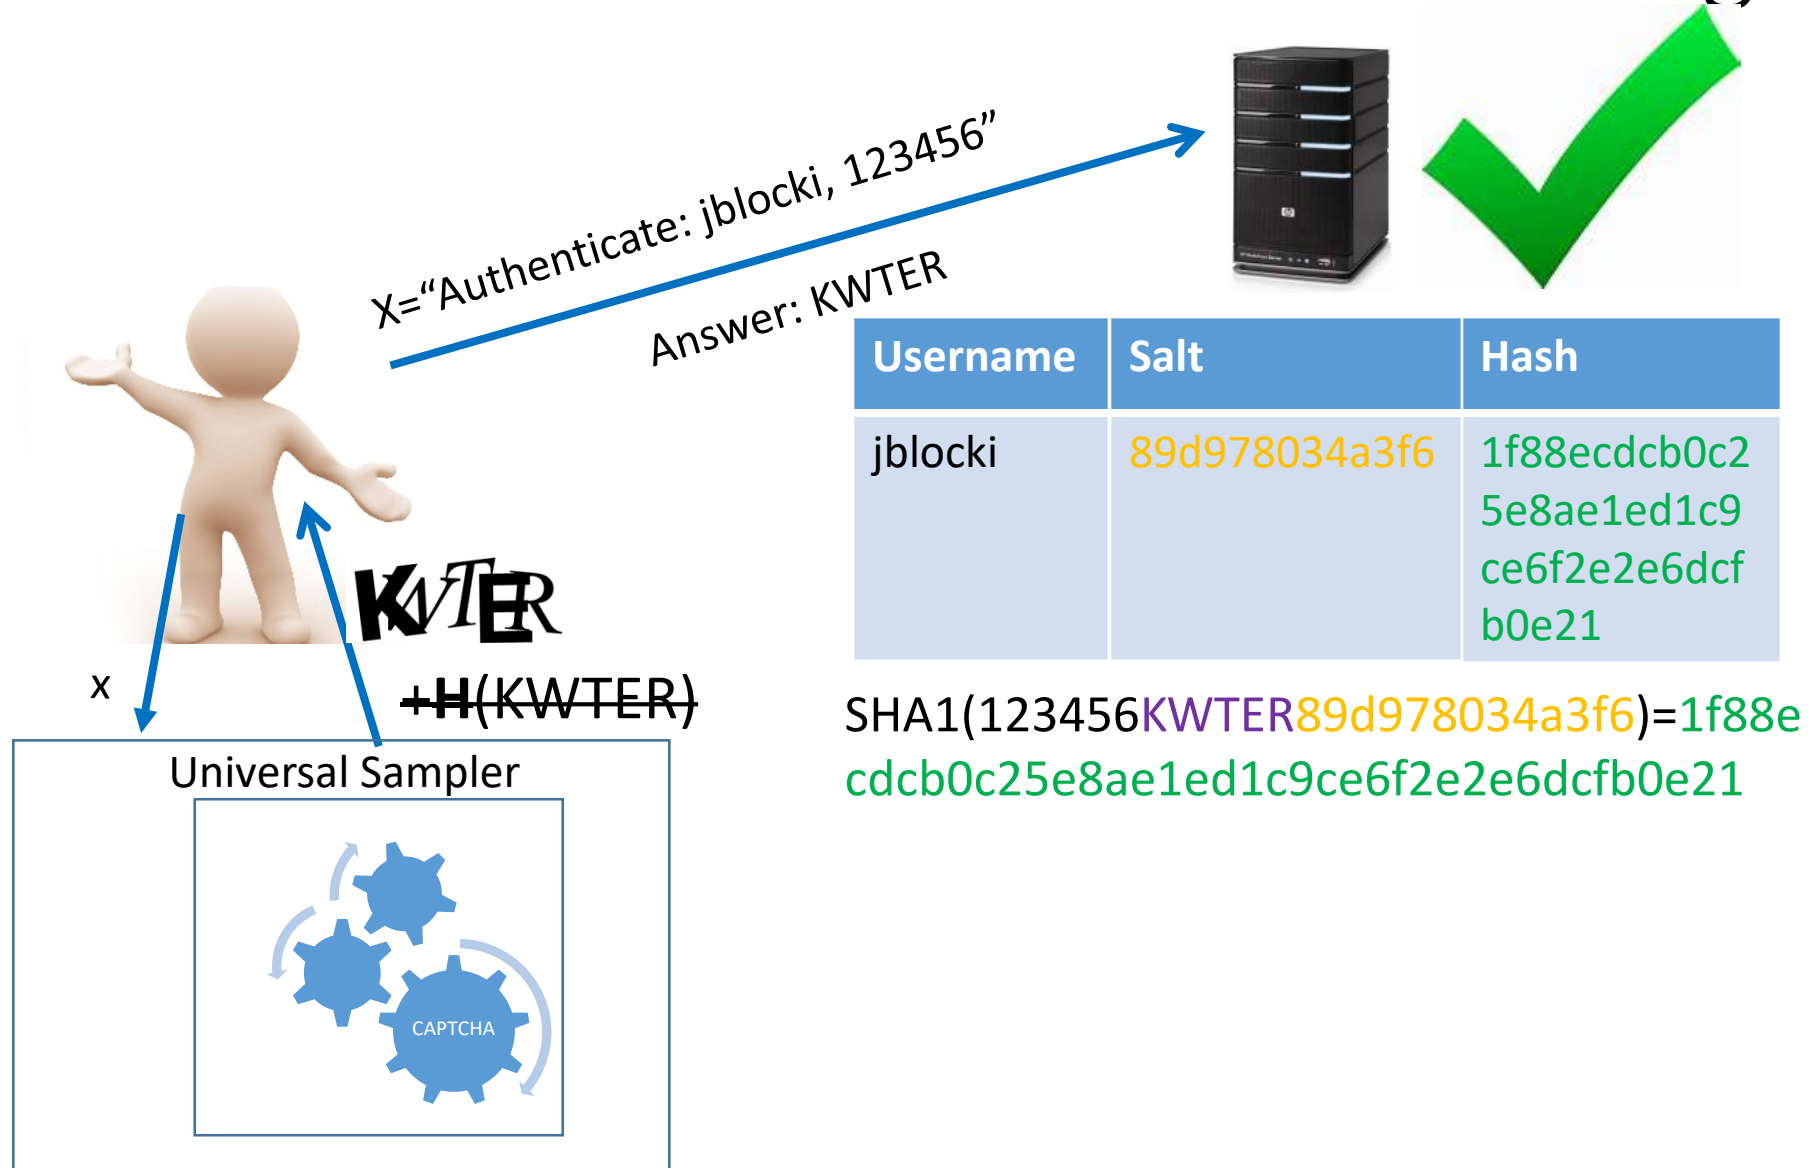 X=“Authenticate: jblocki, 123456”
Answer: KWTER
Username Salt Hash
jblocki 89d978034a3f6 1f88ecdcb0c2
5e8ae1ed1c9
ce6f2e2e6dcf
b0e21
KWTER
x
+H(KWTER)
SHA1(123456KWTER89d978034a3f6)=1f88e
cdcb0c25e8ae1ed1c9ce6f2e2e6dcfb0e21
Universal Sampler
CAPTCHA